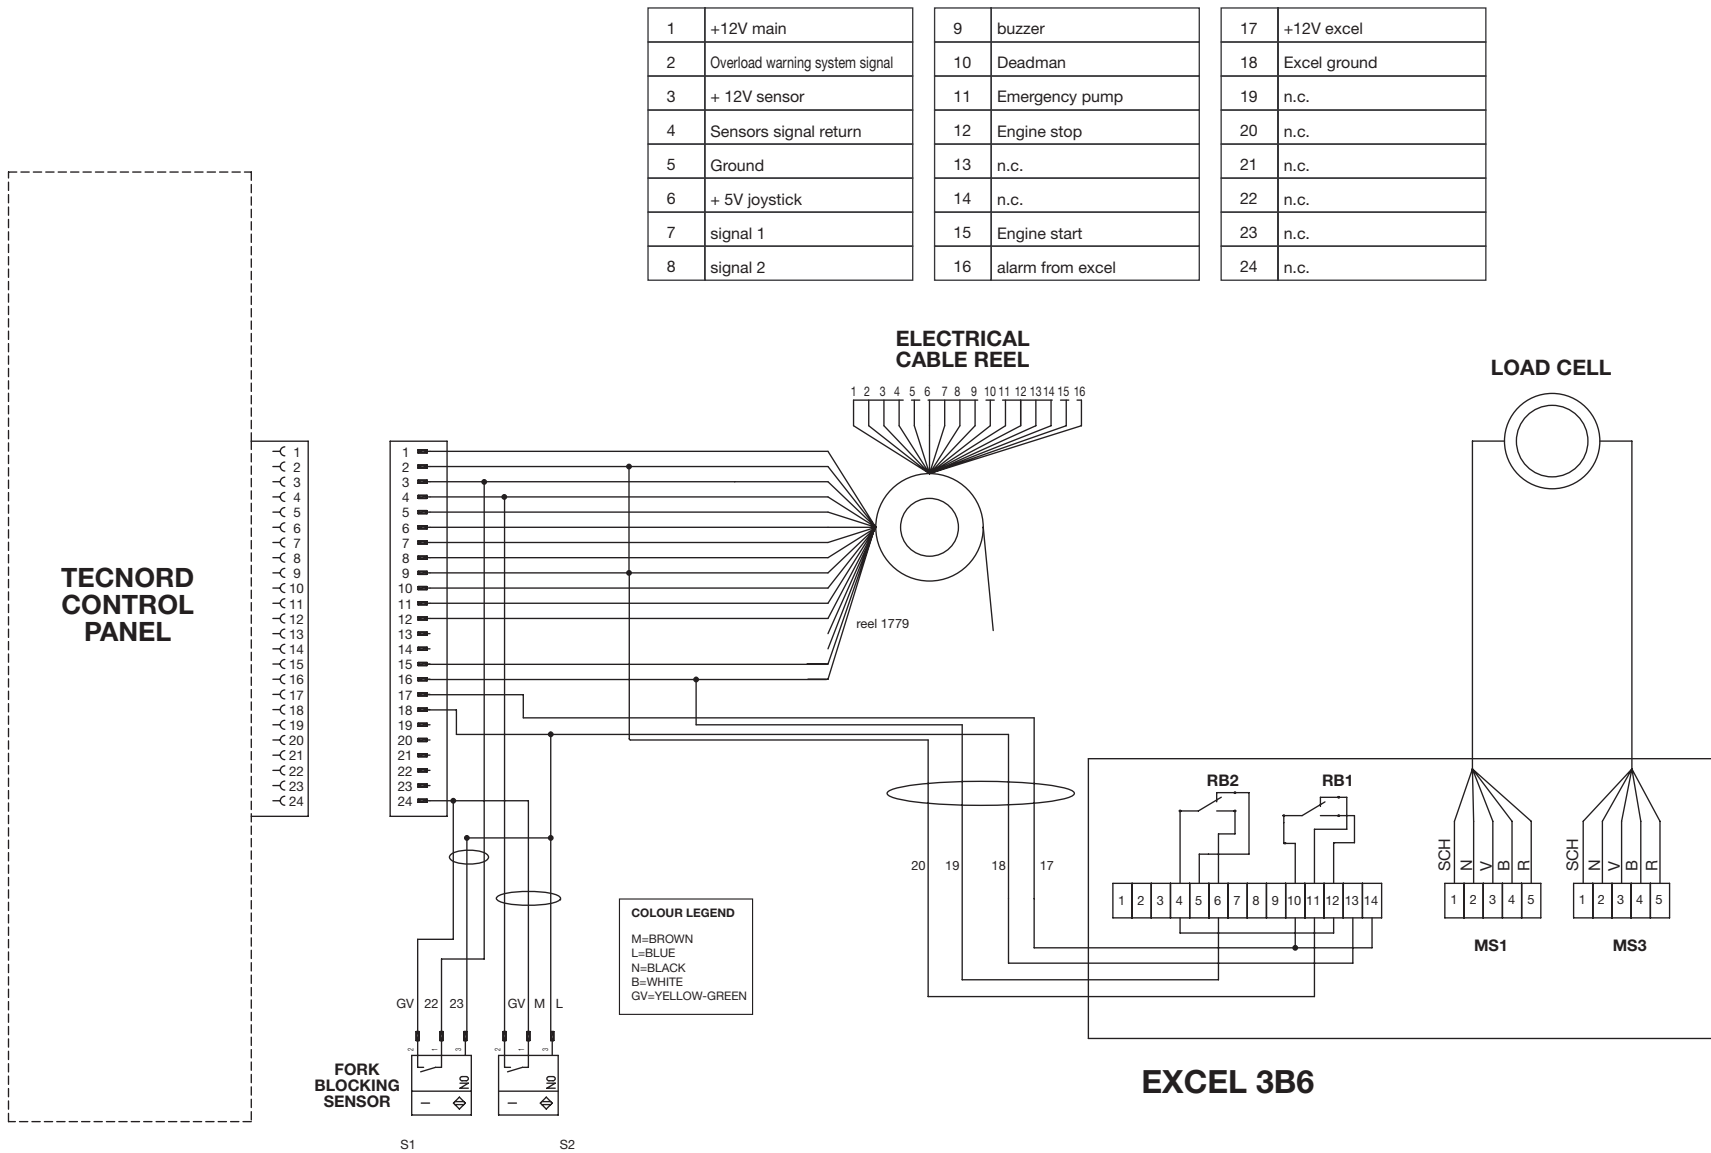 1 +12V main 9 buzzer 17 +12V excel
2 Overload warning system signal 10 Deadman 18 Excel ground
3 + 12V sensor 11 Emergency pump 19 n.c.
4 Sensors signal return 12 Engine stop 20 n.c.
5 Ground 13 n.c. 21 n.c.
6 + 5V joystick 14 n.c. 22 n.c.
7 signal 1 15 Engine start 23 n.c.
8 signal 2 16 alarm from excel 24 n.c.
ELECTRICAL
CABLE REEL
1 2 3 4 5 6 7 8 9 10 11 12 13 14 15 16
LOAD CELL
TECNORD
CONTROL
PANEL
1 1
2 2
3 3
4 4
5 5
6 6
7 7
8 8
9 9
10 10
11 11
12 12
13 13
14 14
15 15
16 16
17 17
18 18
19 19
20 20
21 21
22 22
23 23
24 24
reel 1779
RB2 RB1
20 19 18 17
SCH N V B R SCH N V B R
1 2 3 4 5 6 7 8 9 10 11 12 13 14
1 2 3 4 5 1 2 3 4 5
MS1 MS3
COLOUR LEGEND
M=BROWN
L=BLUE
N=BLACK
B=WHITE
GV=YELLOW-GREEN
GV 22 23 GV M L
2 1 3 2 1 3
NO NO
FORK
BLOCKING
SENSOR
S1 S2
EXCEL 3B6